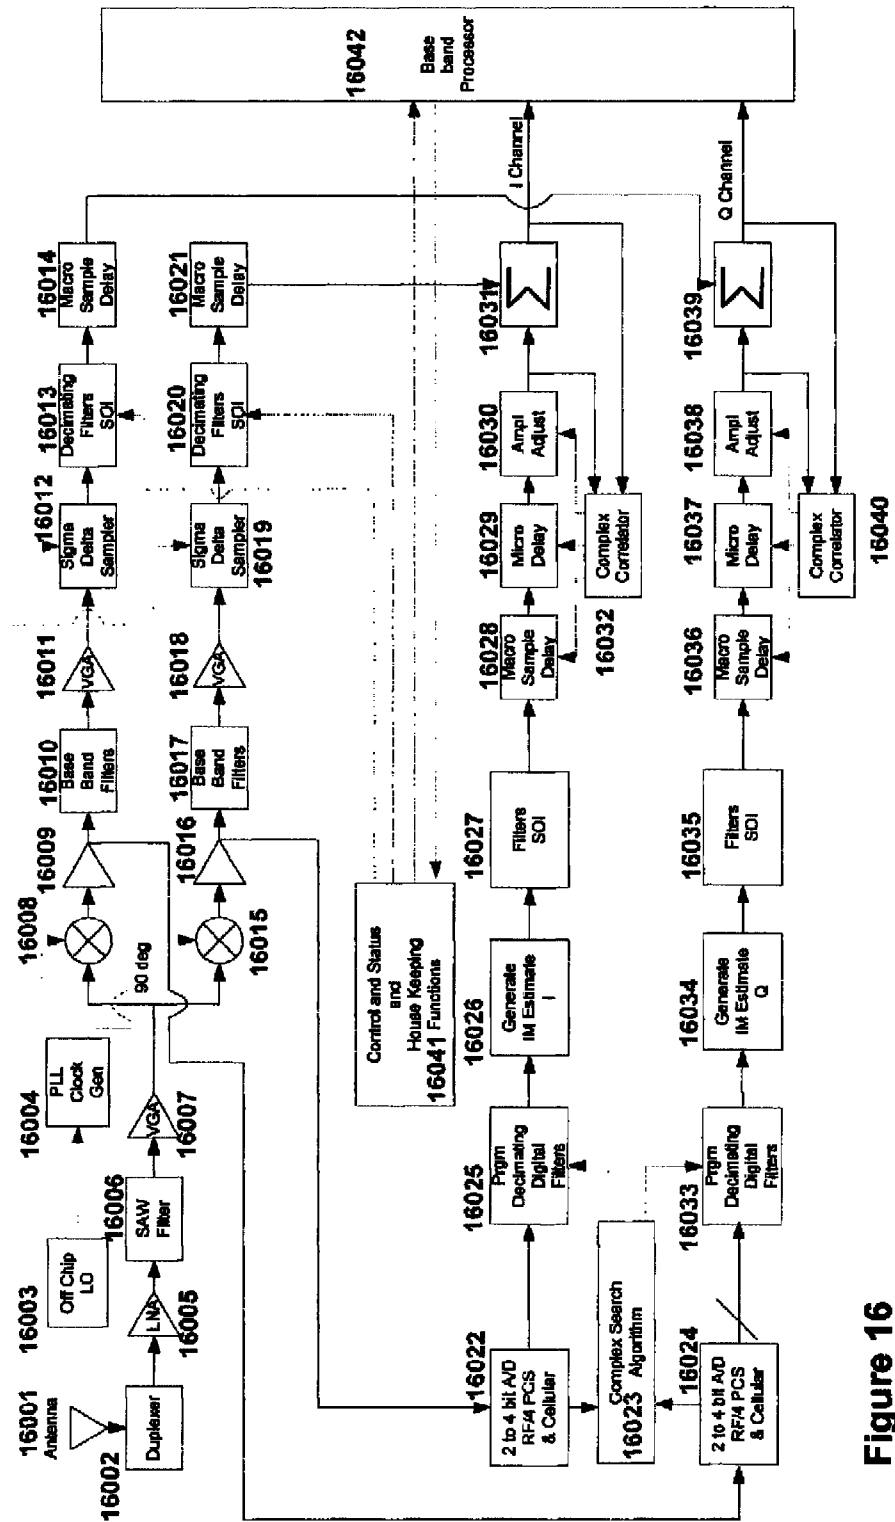 16001
Antenna
16002
Duplexer
16003
Off Chip
LO
LNA
16005
16004
PLL
Clock
Gen
16006
SAW
Filter
VGA
16007
90 deg
16008
16009
16010
Base
Band
Filters
16011
VGA
16012
Sigma
Delta
Sampler
16013
Decimating
Filters
SOI
16014
Macro
Sample
Delay
16015
16016
16017
Base
Band
Filters
16018
VGA
Sigma
Delta
Sampler
16019
16020
Decimating
Filters
SOI
16021
Macro
Sample
Delay
Control and Status
and
House Keeping
16041 Functions
16042
Base
band
Processor
16022
2 to 4 bit A/D
RF/4 PCS
& Cellular
16025
Prgm
Decimating
Digital
Filters
16026
Generate
IM Estimate
I
16027
Filters
SOI
16028
Macro
Sample
Delay
16029
Micro
Delay
16030
Ampl
Adjust
16031
Σ
I Channel
Complex
Correlator
16032
Complex Search
Algorithm
16023
16024
2 to 4 bit A/D
RF/4 PCS
& Cellular
16033
Prgm
Decimating
Digital
Filters
16034
Generate
IM Estimate
Q
16035
Filters
SOI
16036
Macro
Sample
Delay
16037
Micro
Delay
16038
Ampl
Adjust
16039
Σ
Q Channel
Complex
Correlator
16040
Figure 16